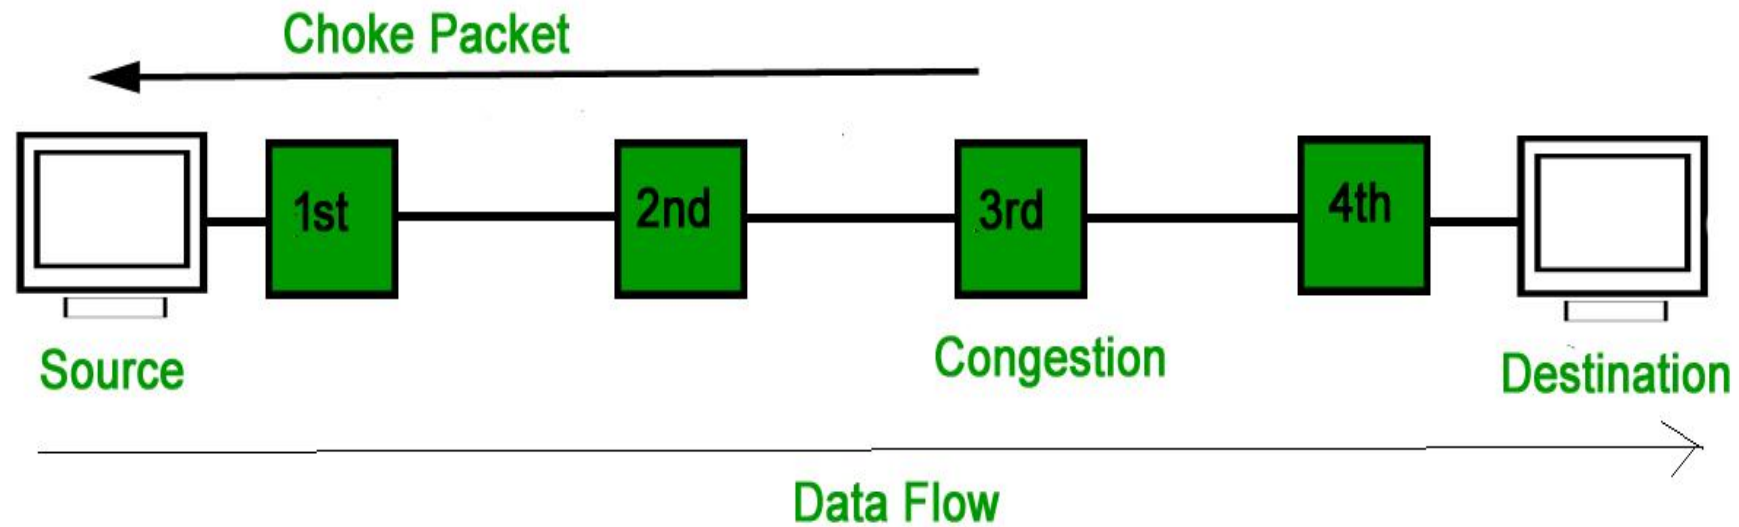 Choke Packet
1st
2nd
3rd
4th
Source
Congestion
Destination
Data Flow